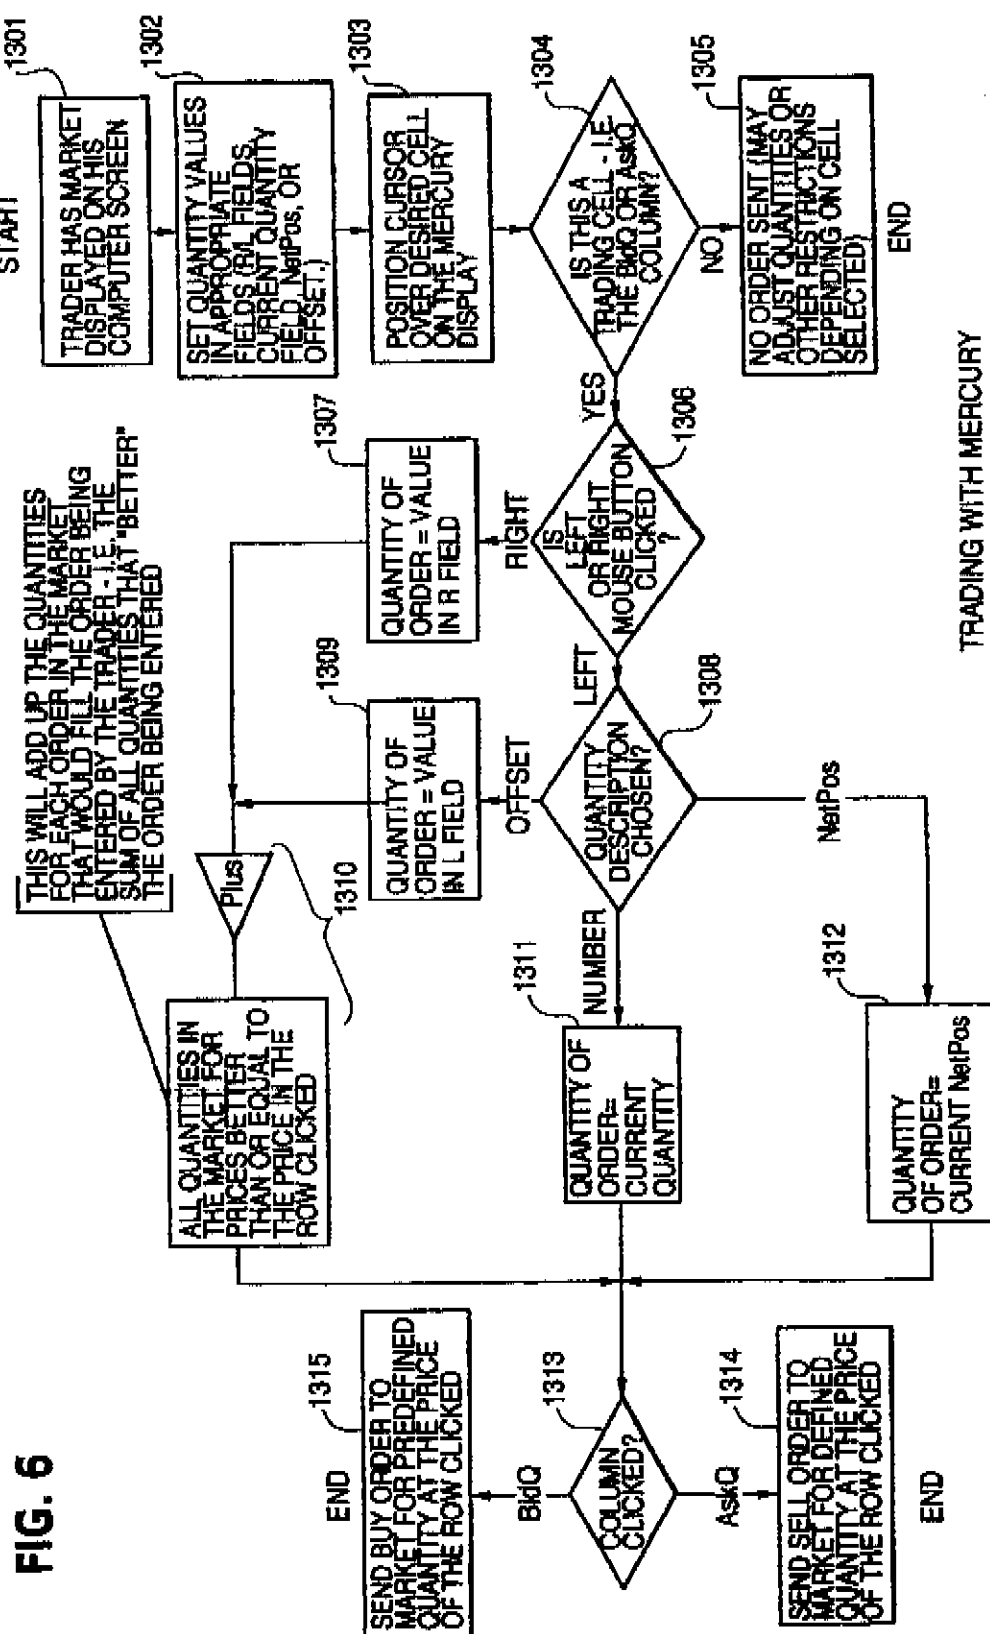 FIG. 6
START
1301
TRADER HAS MARKET
DISPLAYED ON HIS
COMPUTER SCREEN
1302
SET QUANTITY VALUES
IN APPROPRIATE
FIELDS (R/L FIELDS,
CURRENT QUANTITY
FIELD, NetPos, OR
OFFSET.)
1303
POSITION CURSOR
OVER DESIRED CELL
ON THE MERCURY
DISPLAY
1304
IS THIS A
TRADING CELL - I.E.
THE BidQ OR AskQ
COLUMN?
NO
1305
NO ORDER SENT (MAY
ADJUST QUANTITIES OR
OTHER RESTRICTIONS
DEPENDING ON CELL
SELECTED)
END
YES
1306
IS
LEFT
OR RIGHT
MOUSE BUTTON
CLICKED
?
RIGHT
1307
QUANTITY OF
ORDER = VALUE
IN R FIELD
LEFT
1308
QUANTITY
DESCRIPTION
CHOSEN?
OFFSET
1309
QUANTITY OF
ORDER = VALUE
IN L FIELD
Plus
1310
THIS WILL ADD UP THE QUANTITIES
FOR EACH ORDER IN THE MARKET
THAT WOULD FILL THE ORDER BEING
ENTERED BY THE TRADER - I.E. THE
SUM OF ALL QUANTITIES THAT "BETTER"
THE ORDER BEING ENTERED
ALL QUANTITIES IN
THE MARKET FOR
PRICES BETTER
THAN OR EQUAL TO
THE PRICE IN THE
ROW CLICKED
NUMBER
1311
QUANTITY OF
ORDER=
CURRENT
QUANTITY
NetPos
1312
QUANTITY
OF ORDER=
CURRENT NetPos
1313
COLUMN
CLICKED?
BidQ
1315
SEND BUY ORDER TO
MARKET FOR PREDEFINED
QUANTITY AT THE PRICE
OF THE ROW CLICKED
END
AskQ
1314
SEND SELL ORDER TO
MARKET FOR DEFINED
QUANTITY AT THE PRICE
OF THE ROW CLICKED
END
TRADING WITH MERCURY